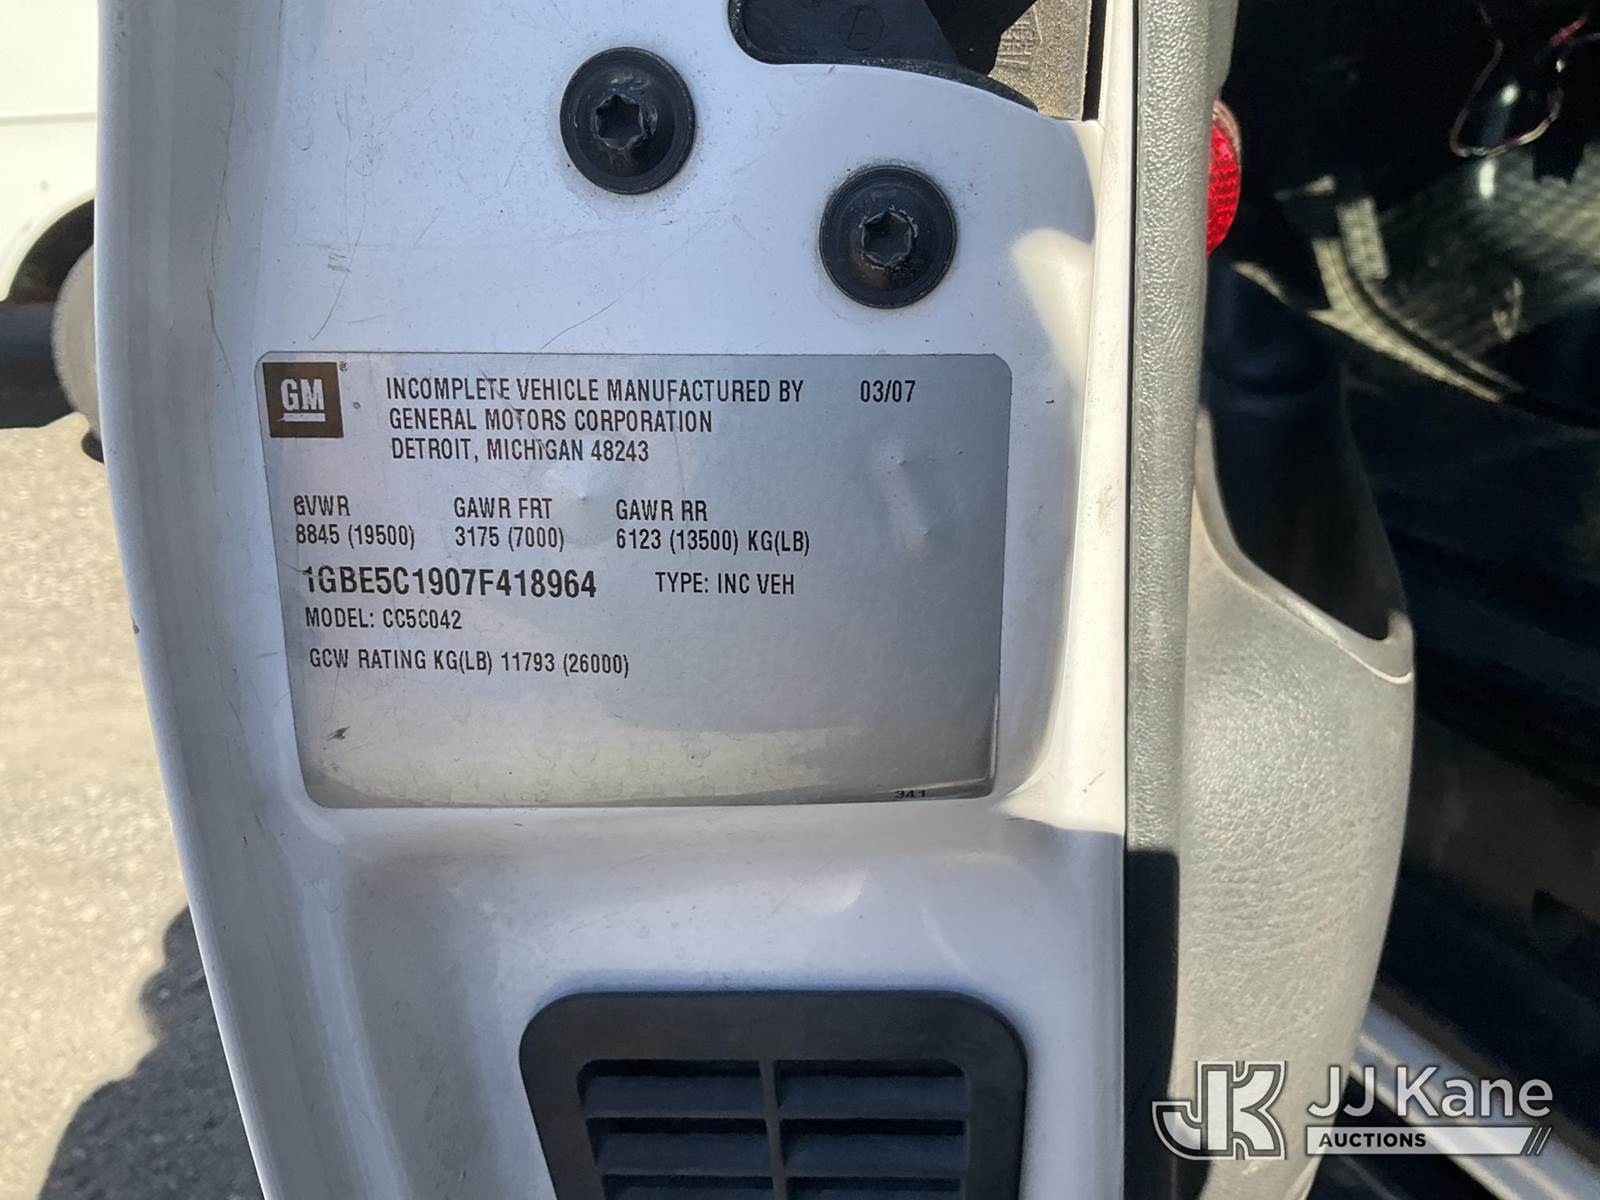 GM ® INCOMPLETE VEHICLE MANUFACTURED BY 03/07
GENERAL MOTORS CORPORATION
DETROIT, MICHIGAN 48243
GVWR GAWR FRT GAWR RR
8845 (19500) 3175 (7000) 6123 (13500) KG(LB)
1GBE5C1907F418964 TYPE: INC VEH
MODEL: CC5C042
GCW RATING KG(LB) 11793 (26000)
341
JK JJ Kane
AUCTIONS